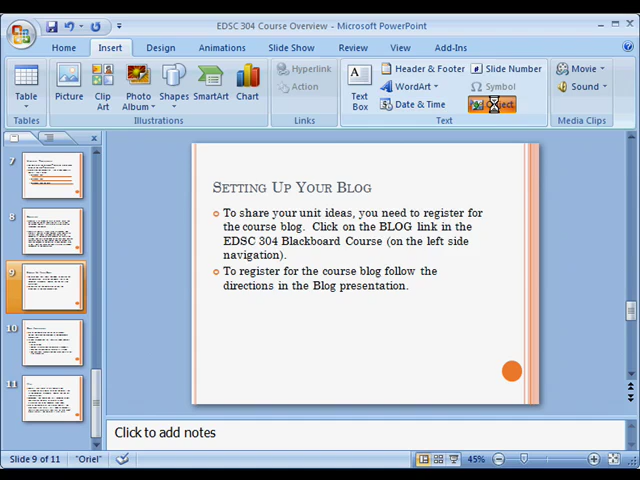 EDSC 304 Course Overview - Microsoft PowerPoint
Home Insert Design Animations Slide Show Review View Add-Ins
Table
Picture
Clip Art
Photo Album
Shapes
SmartArt
Chart
Hyperlink
Action
Text Box
Header & Footer
WordArt
Date & Time
Slide Number
Symbol
Object
Movie
Sound
Tables Illustrations Links Text Media Clips
7
8
9
10
11
Setting Up Your Blog
To share your unit ideas, you need to register for
the course blog. Click on the BLOG link in the
EDSC 304 Blackboard Course (on the left side
navigation).
To register for the course blog follow the
directions in the Blog presentation.
Click to add notes
Slide 9 of 11 "Oriel" 45%